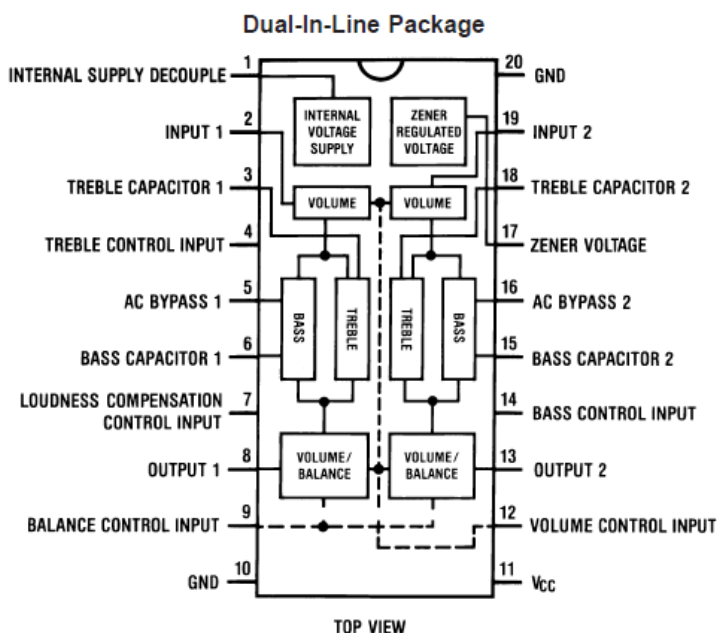 Dual-In-Line Package
INTERNAL SUPPLY DECOUPLE 1
INPUT 1 2
TREBLE CAPACITOR 1 3
TREBLE CONTROL INPUT 4
AC BYPASS 1 5
BASS CAPACITOR 1 6
LOUDNESS COMPENSATION
CONTROL INPUT 7
OUTPUT 1 8
BALANCE CONTROL INPUT 9
GND 10
INTERNAL
VOLTAGE
SUPPLY
ZENER
REGULATED
VOLTAGE
VOLUME
VOLUME
BASS
TREBLE
TREBLE
BASS
VOLUME/
BALANCE
VOLUME/
BALANCE
20 GND
19 INPUT 2
18 TREBLE CAPACITOR 2
17 ZENER VOLTAGE
16 AC BYPASS 2
15 BASS CAPACITOR 2
14 BASS CONTROL INPUT
13 OUTPUT 2
12 VOLUME CONTROL INPUT
11 VCC
TOP VIEW